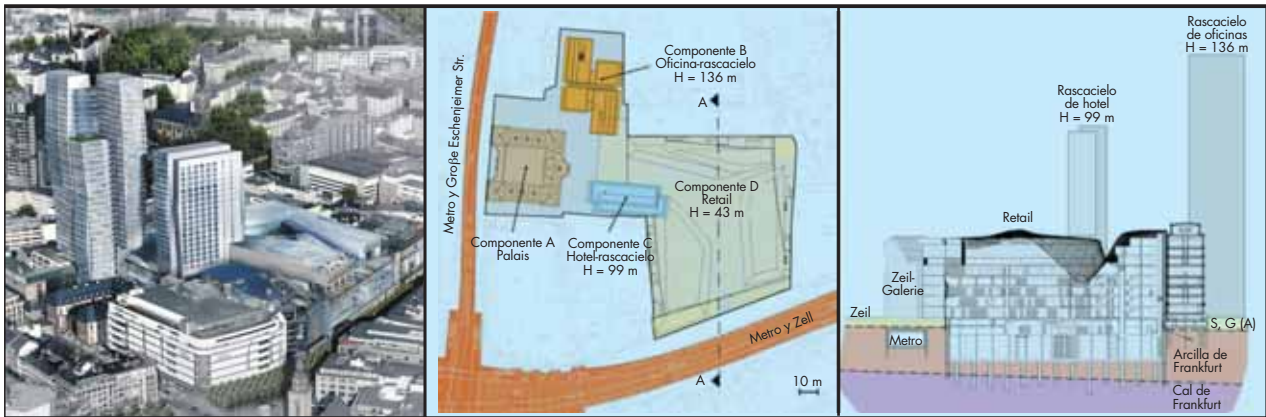 Metro y Große Eschenjeimer Str.
Componente B
Oficina-rascacielo
H = 136 m
A
Componente D
Retail
H = 43 m
Componente A
Palais
Componente C
Hotel-rascacielo
H = 99 m
Metro y Zell
A
10 m
Rascacielo
de oficinas
H = 136 m
Rascacielo
de hotel
H = 99 m
Retail
Zeil-
Galerie
Zeil
Metro
S, G (A)
Arcilla de
Frankfurt
Cal de
Frankfurt